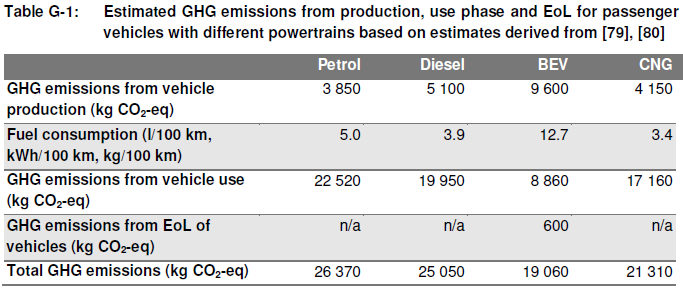 Table G-1: Estimated GHG emissions from production, use phase and EoL for passenger
vehicles with different powertrains based on estimates derived from [79], [80]
Petrol Diesel BEV CNG
GHG emissions from vehicle
production (kg CO₂-eq) 3 850 5 100 9 600 4 150
Fuel consumption (l/100 km,
kWh/100 km, kg/100 km) 5.0 3.9 12.7 3.4
GHG emissions from vehicle use
(kg CO₂-eq) 22 520 19 950 8 860 17 160
GHG emissions from EoL of
vehicles (kg CO₂-eq) n/a n/a 600 n/a
Total GHG emissions (kg CO₂-eq) 26 370 25 050 19 060 21 310